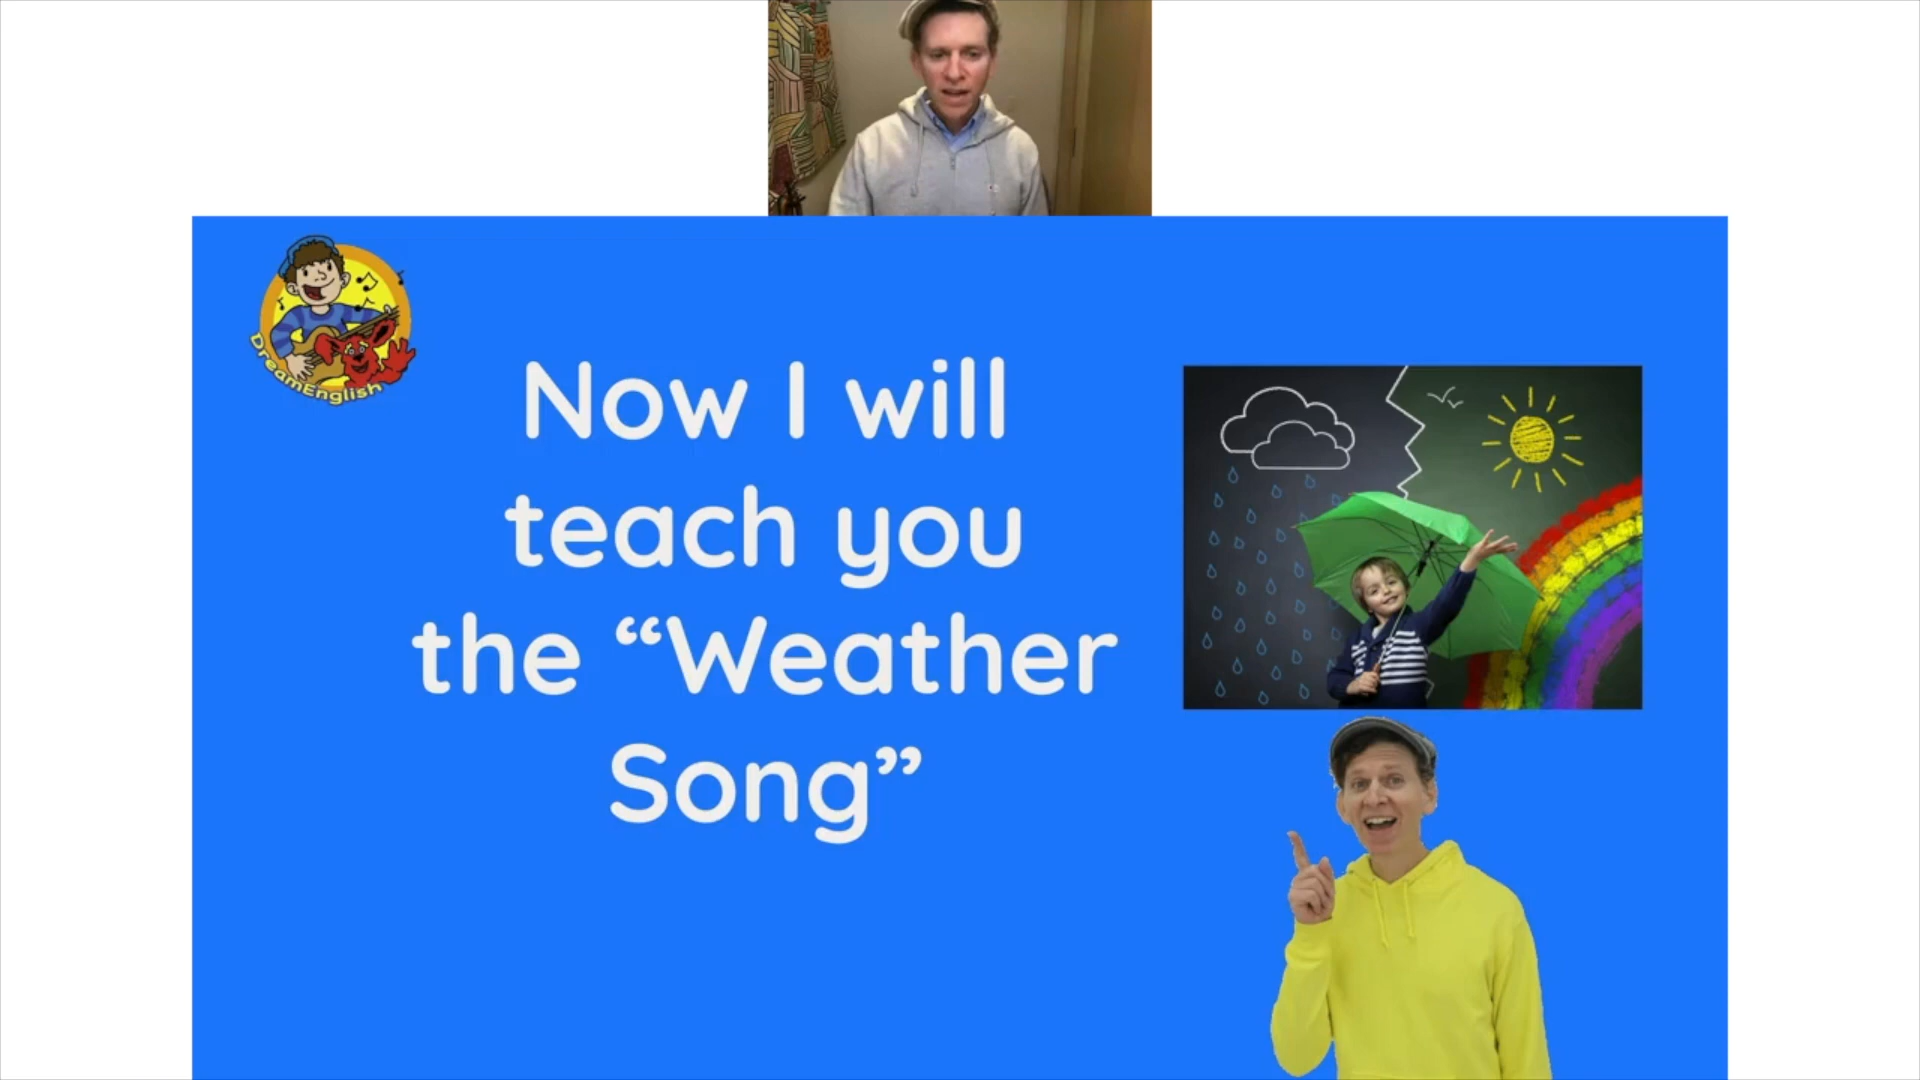 DreamEnglish
Now I will
teach you
the “Weather
Song”